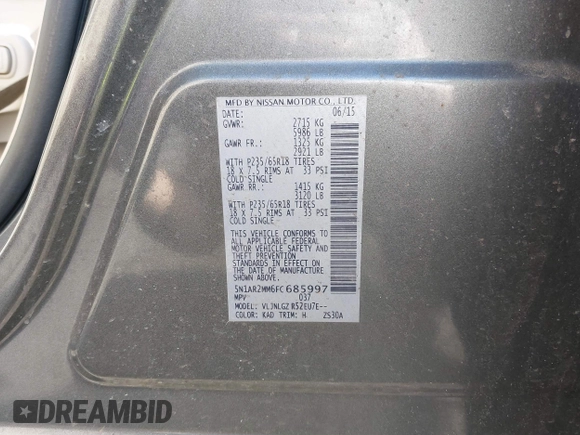 MFD BY NISSAN MOTOR CO., LTD.
DATE: 06/15
GVWR: 2715 KG
5986 LB
GAWR FR.: 1325 KG
2921 LB
WITH P235/65R18 TIRES
18 X 7.5 RIMS AT 33 PSI
COLD SINGLE
GAWR. RR.: 1415 KG
3120 LB
WITH P235/65R18 TIRES
18 X 7.5 RIMS AT 33 PSI
COLD SINGLE
THIS VEHICLE CONFORMS TO
ALL APPLICABLE FEDERAL
MOTOR VEHICLE SAFETY AND
THEFT PREVENTION
STANDARDS IN EFFECT ON
THE DATE OF MANUFACTURE
SHOWN ABOVE.
5N1AR2MM6FC685997
MPV 037
MODEL: VLJNLGZ R52EU7E--
COLOR: KAD TRIM: H ZS30A
DREAMBID